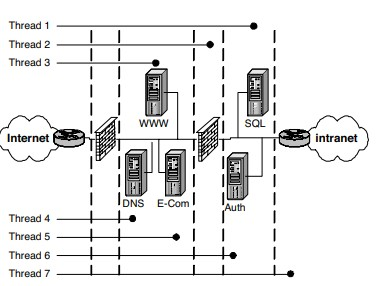 Thread 1
Thread 2
Thread 3
WWW
SQL
Internet
intranet
DNS
E-Com
Auth
Thread 4
Thread 5
Thread 6
Thread 7